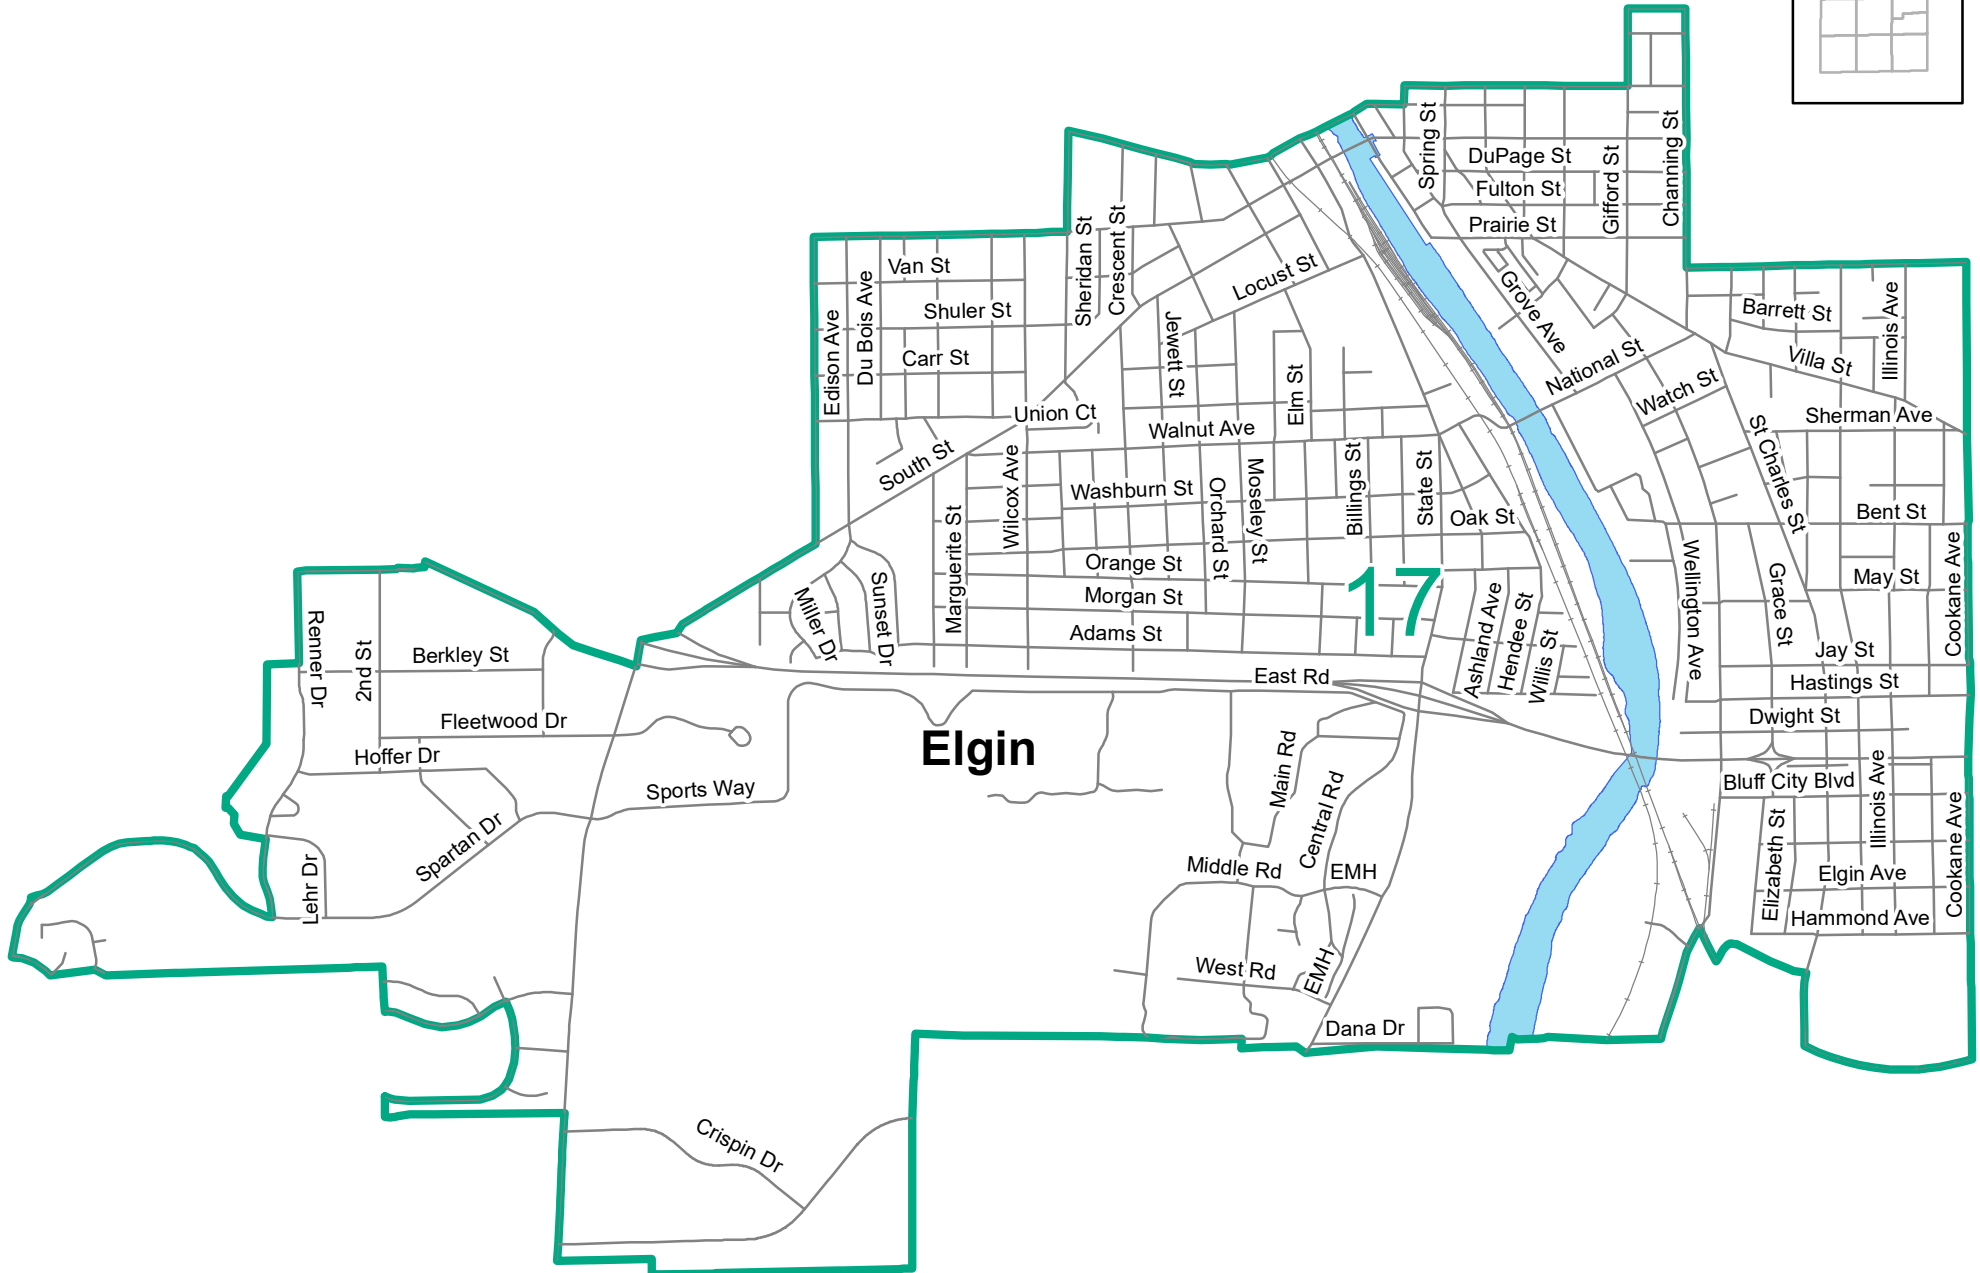 Spring St
DuPage St
Fulton St
Prairie St
Gifford St
Channing St
Sheridan St
Crescent St
Van St
Shuler St
Carr St
Edison Ave
Du Bois Ave
Locust St
Grove Ave
Barrett St
Illinois Ave
Villa St
National St
Watch St
Sherman Ave
Jewett St
Elm St
Union Ct
Walnut Ave
South St
St Charles St
Wilcox Ave
Washburn St
Orchard St
Moseley St
Billings St
State St
Oak St
Bent St
Marguerite St
Orange St
17
Morgan St
Adams St
Ashland Ave
Hendee St
Willis St
Wellington Ave
Grace St
May St
Cookane Ave
Jay St
Hastings St
Dwight St
Miller Dr
Sunset Dr
Renner Dr
2nd St
Berkley St
East Rd
Fleetwood Dr
Hoffer Dr
Elgin
Sports Way
Main Rd
Central Rd
Bluff City Blvd
Illinois Ave
Elizabeth St
Cookane Ave
Spartan Dr
Lehr Dr
Middle Rd
EMH
Elgin Ave
Hammond Ave
West Rd
EMH
Dana Dr
Crispin Dr